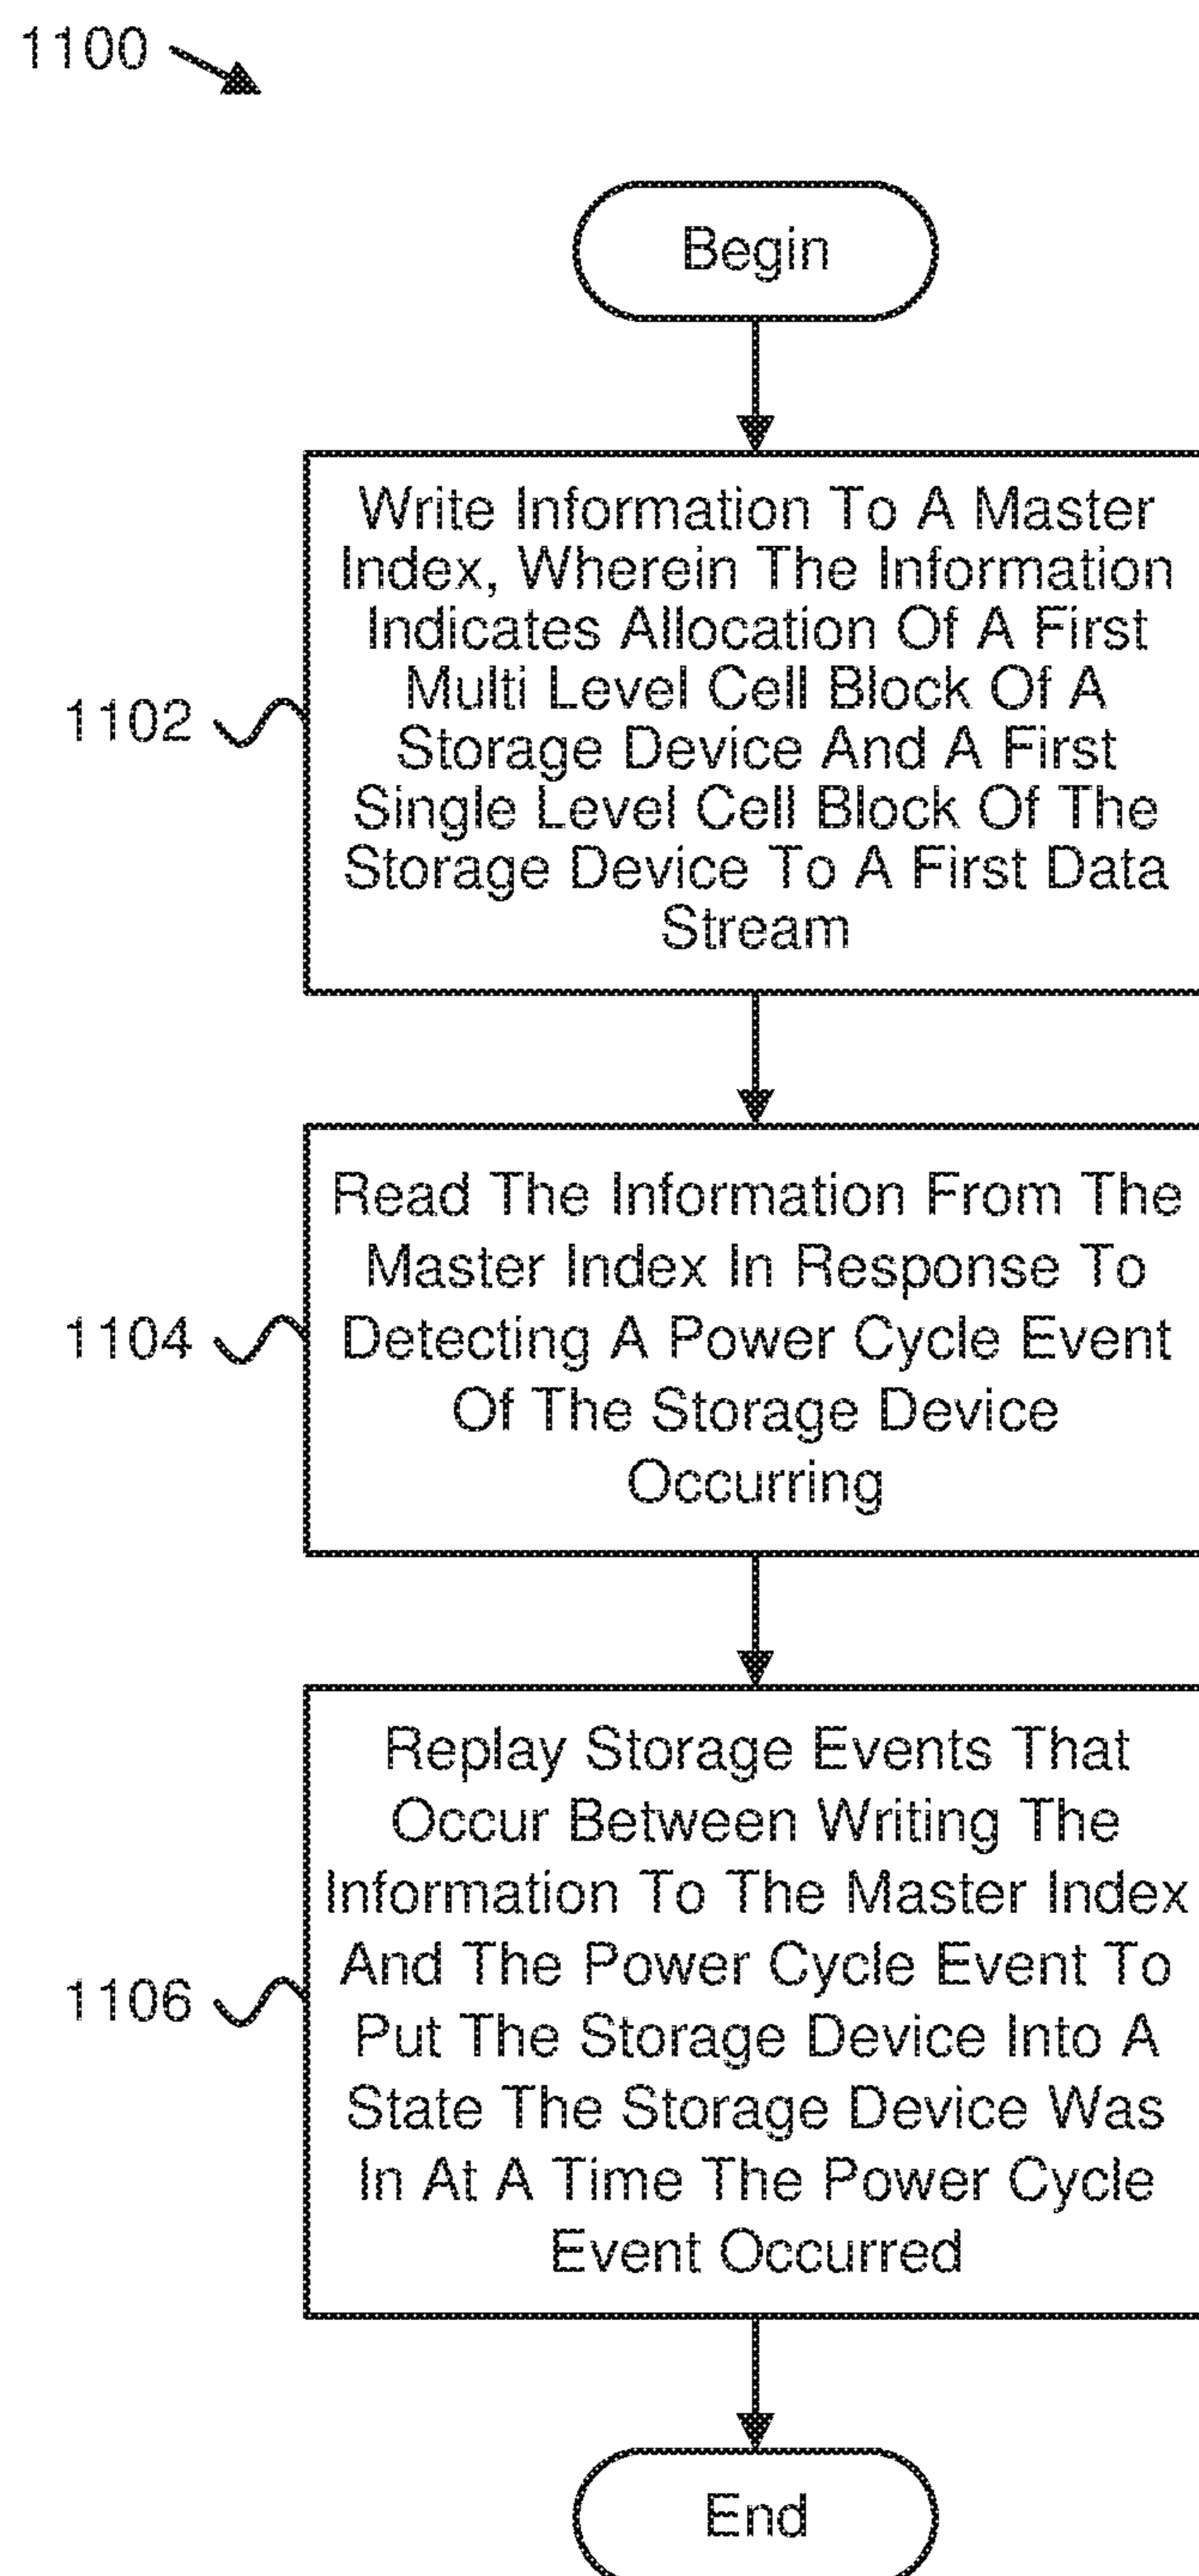 1100
Begin
Write Information To A Master
Index, Wherein The Information
Indicates Allocation Of A First
Multi Level Cell Block Of A
Storage Device And A First
Single Level Cell Block Of The
Storage Device To A First Data
Stream
1102
Read The Information From The
Master Index In Response To
Detecting A Power Cycle Event
Of The Storage Device
Occurring
1104
Replay Storage Events That
Occur Between Writing The
Information To The Master Index
And The Power Cycle Event To
Put The Storage Device Into A
State The Storage Device Was
In At A Time The Power Cycle
Event Occurred
1106
End